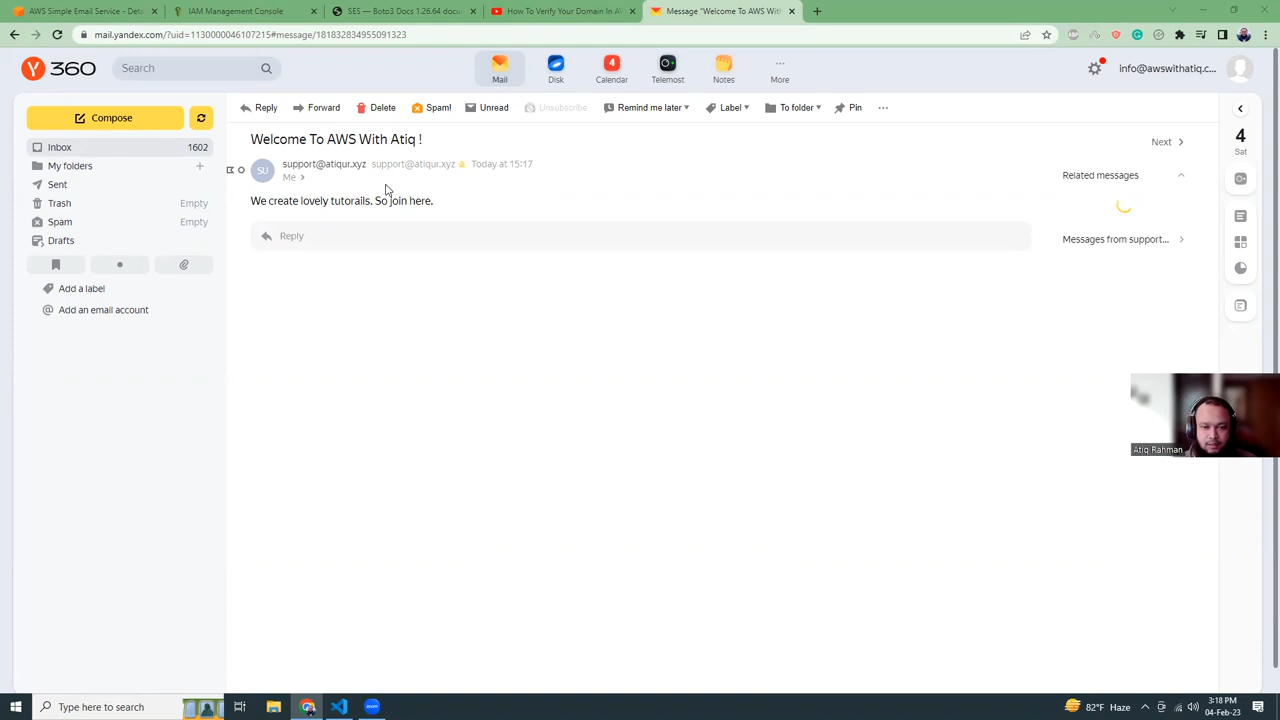 AWS Simple Email Service - Deta
IAM Management Console
SES — Boto3 Docs 1.26.64 docu
How To Verify Your Domain In AW
Message "Welcome To AWS With
mail.yandex.com/?uid=1130000046107215#message/181832834955091323
Y 360
Search
Mail
Disk
4
Calendar
Telemost
Notes
More
info@awswithatiq.c...
Compose
Reply
Forward
Delete
Spam!
Unread
Unsubscribe
Remind me later
Label
To folder
Pin
Inbox 1602
My folders
Sent
Trash Empty
Spam Empty
Drafts
Add a label
Add an email account
Welcome To AWS With Atiq !
Next
SU
support@atiqur.xyz support@atiqur.xyz Today at 15:17
Me
We create lovely tutorails. So join here.
Reply
Related messages
Messages from support...
4
Sat
Atiq Rahman
Type here to search
82°F Haze
3:18 PM
04-Feb-23